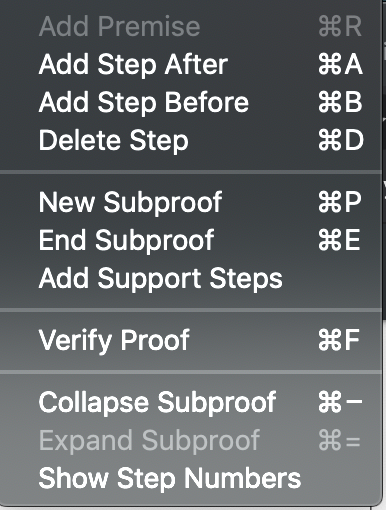 Add Premise ⌘R
Add Step After ⌘A
Add Step Before ⌘B
Delete Step ⌘D
New Subproof ⌘P
End Subproof ⌘E
Add Support Steps
Verify Proof ⌘F
Collapse Subproof ⌘−
Expand Subproof ⌘=
Show Step Numbers